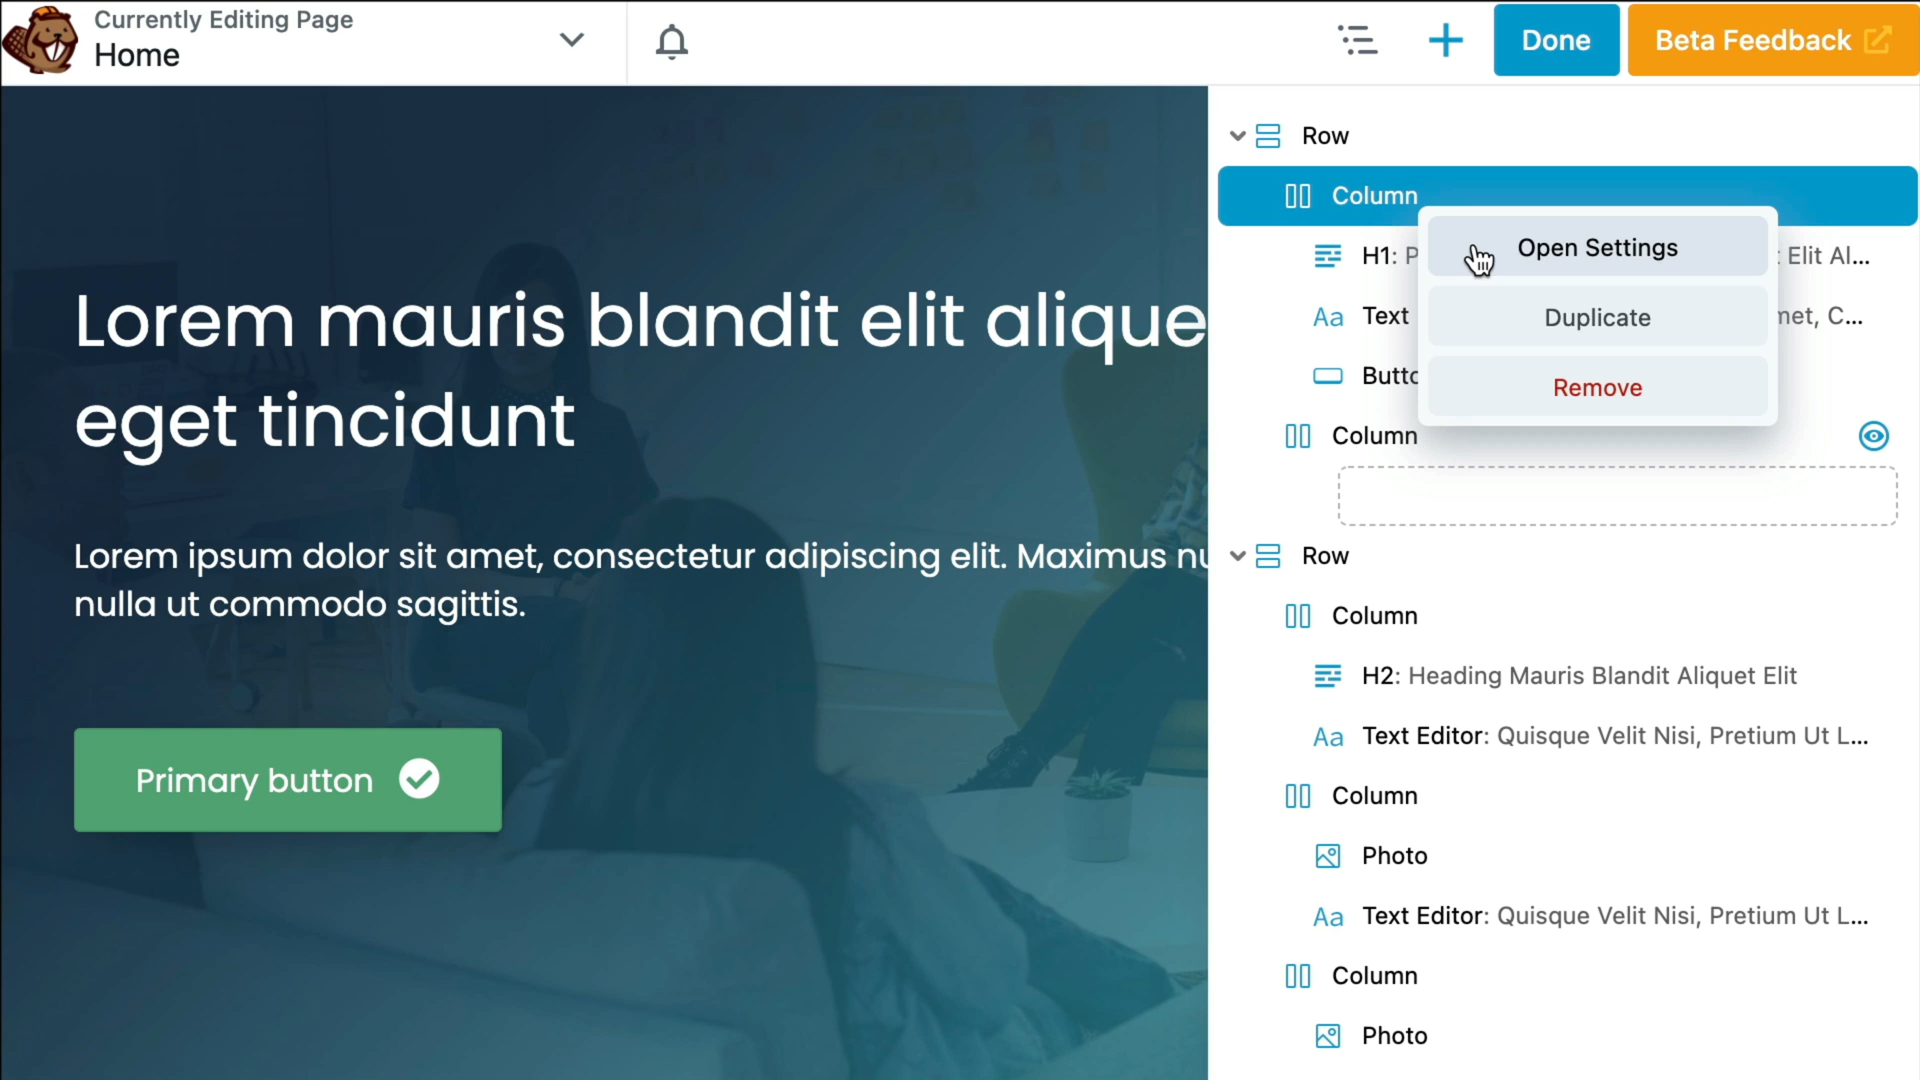 Currently Editing Page
Home
Done
Beta Feedback
Lorem mauris blandit elit alique
eget tincidunt
Lorem ipsum dolor sit amet, consectetur adipiscing elit. Maximus nu
nulla ut commodo sagittis.
Primary button
Row
Column
H1: P
Elit Al...
Text
met, C...
Butto
Open Settings
Duplicate
Remove
Column
Row
Column
H2: Heading Mauris Blandit Aliquet Elit
Aa Text Editor: Quisque Velit Nisi, Pretium Ut L...
Column
Photo
Aa Text Editor: Quisque Velit Nisi, Pretium Ut L...
Column
Photo